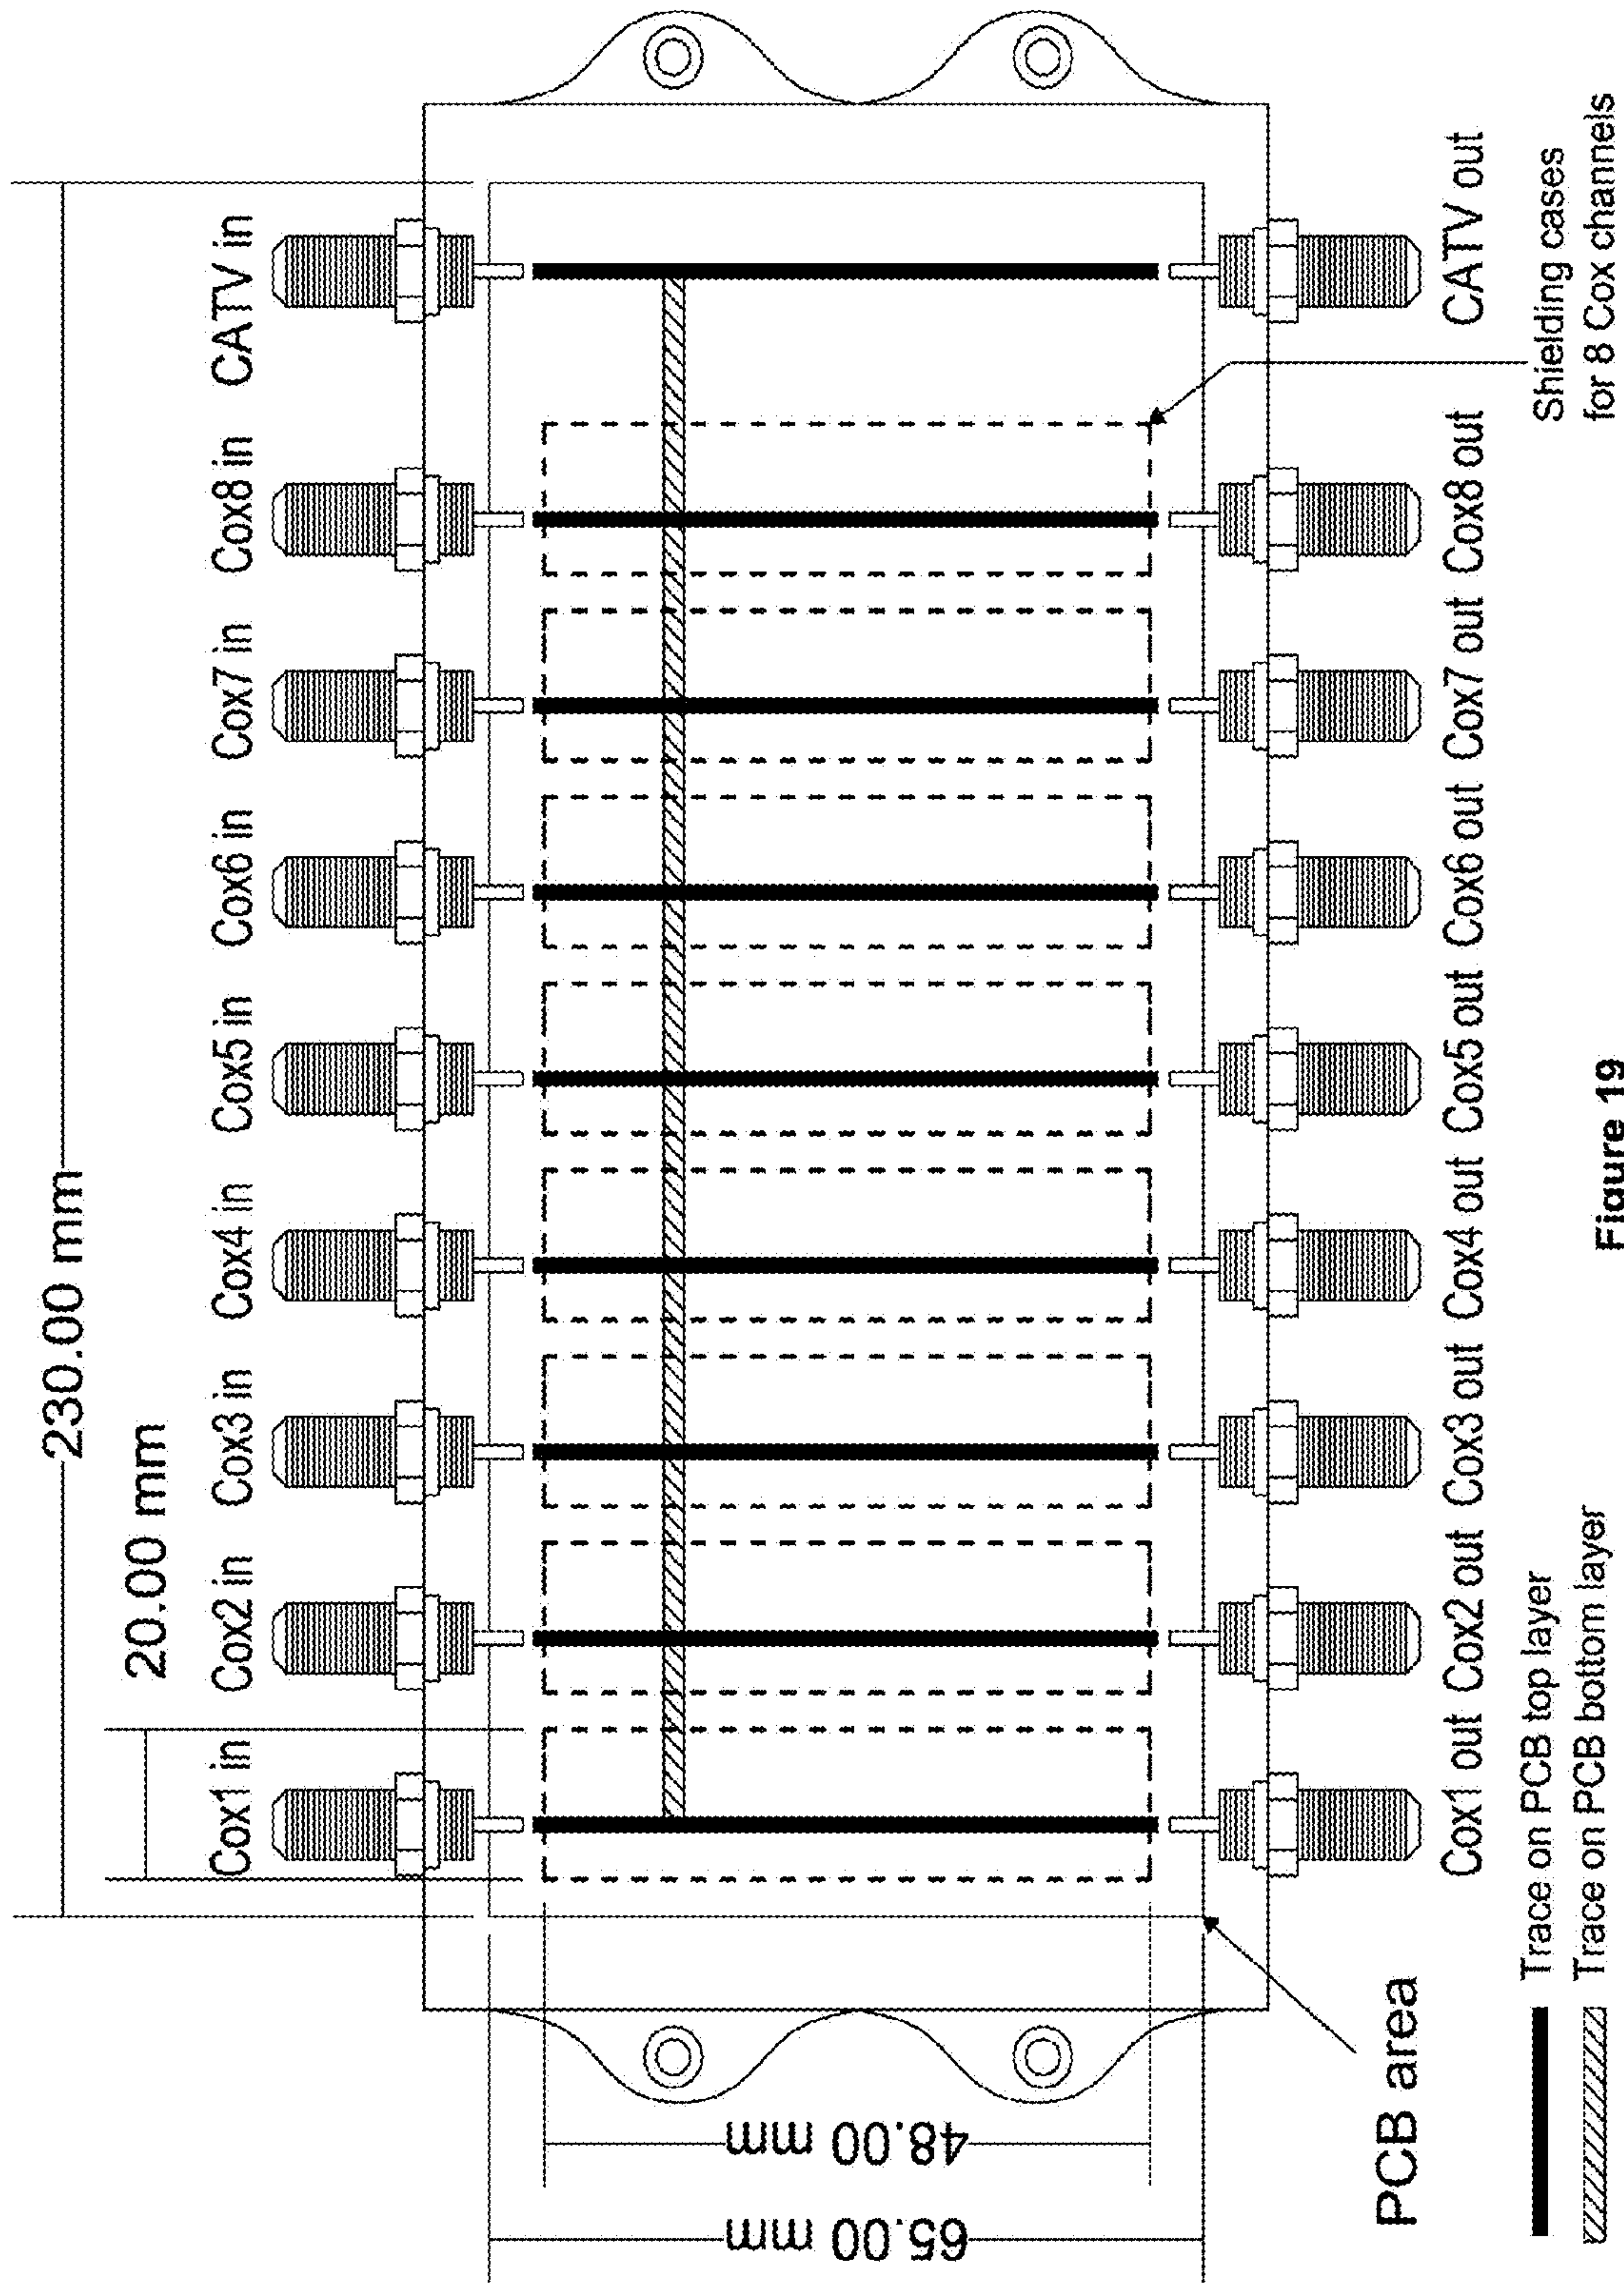 230.00 mm
20.00 mm
Cox1 in Cox2 in Cox3 in Cox4 in Cox5 in Cox6 in Cox7 in Cox8 in CATV in
65.00 mm
48.00 mm
PCB area
Cox1 out Cox2 out Cox3 out Cox4 out Cox5 out Cox6 out Cox7 out Cox8 out CATV out
Trace on PCB top layer
Trace on PCB bottom layer
Shielding cases
for 8 Cox channels
Figure 19